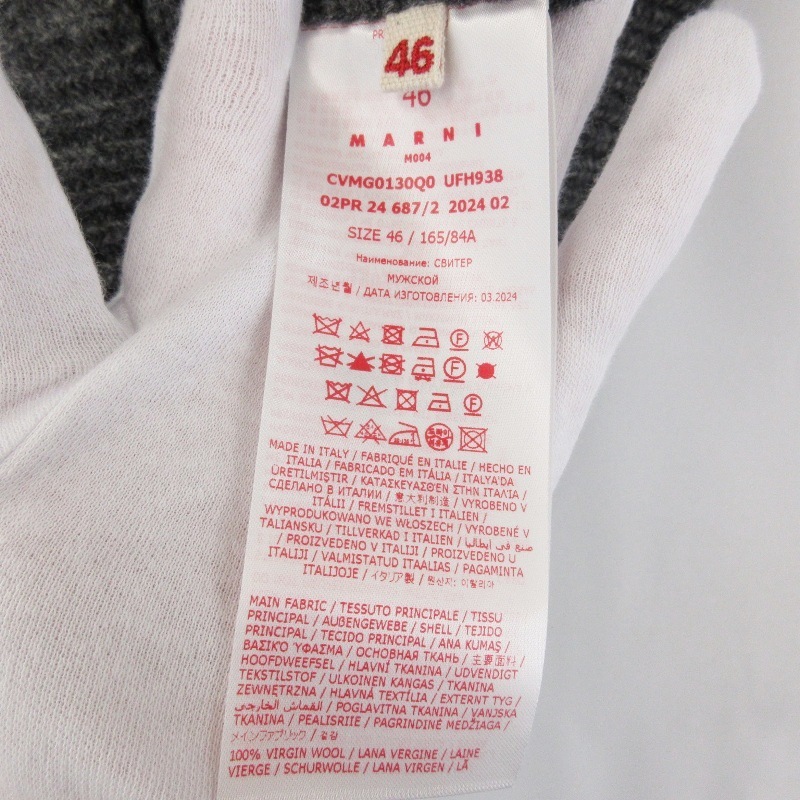 PR
46
46
MARNI
M004
CVMG0130Q0 UFH938
02PR 24 687/2 2024 02
SIZE 46 / 165/84A
Наименование: СВИТЕР
МУЖСКОЙ
제조년월 / ДАТА ИЗГОТОВЛЕНИЯ: 03.2024
MADE IN ITALY / FABRIQUÉ EN ITALIE / HECHO EN
ITALIA / FABRICADO EM ITÁLIA / ITALYA'DA
ÜRETILMIŞTIR / ΚΑΤΑΣΚΕΥΑΣΘΕΝ ΣΤΗΝ ΙΤΑΛΙΑ /
СДЕЛАНО В ИТАЛИИ / 意大利制造 / VYROBENO V
ITÁLII / FREMSTILLET I ITALIEN /
WYPRODUKOWANO WE WŁOSZECH / VYROBENÉ V
TALIANSKU / TILLVERKAD I ITALIEN / صنع في ايطاليا
/ PROIZVEDENO V ITALIJI / PROIZVEDENO U
ITALIJI / VALMISTATUD ITAALIAS / PAGAMINTA
ITALIJOJE / イタリア製 / 원산지: 이탈리아
MAIN FABRIC / TESSUTO PRINCIPALE / TISSU
PRINCIPAL / AUßENGEWEBE / SHELL / TEJIDO
PRINCIPAL / TECIDO PRINCIPAL / ANA KUMAŞ /
ΒΑΣΙΚΌ ΎΦΑΣΜΑ / ОСНОВНАЯ ТКАНЬ / 主要面料 /
HOOFDWEEFSEL / HLAVNÍ TKANINA / UDVENDIGT
TEKSTILSTOF / ULKOINEN KANGAS / TKANINA
ZEWNĘTRZNA / HLAVNÁ TEXTÍLIA / EXTERNT TYG /
القماش الخارجي / POGLAVITNA TKANINA / VANJSKA
TKANINA / PEALISRIIE / PAGRINDINĖ MEDŽIAGA /
メインファブリック / 겉감
100% VIRGIN WOOL / LANA VERGINE / LAINE
VIERGE / SCHURWOLLE / LANA VIRGEN / LÃ